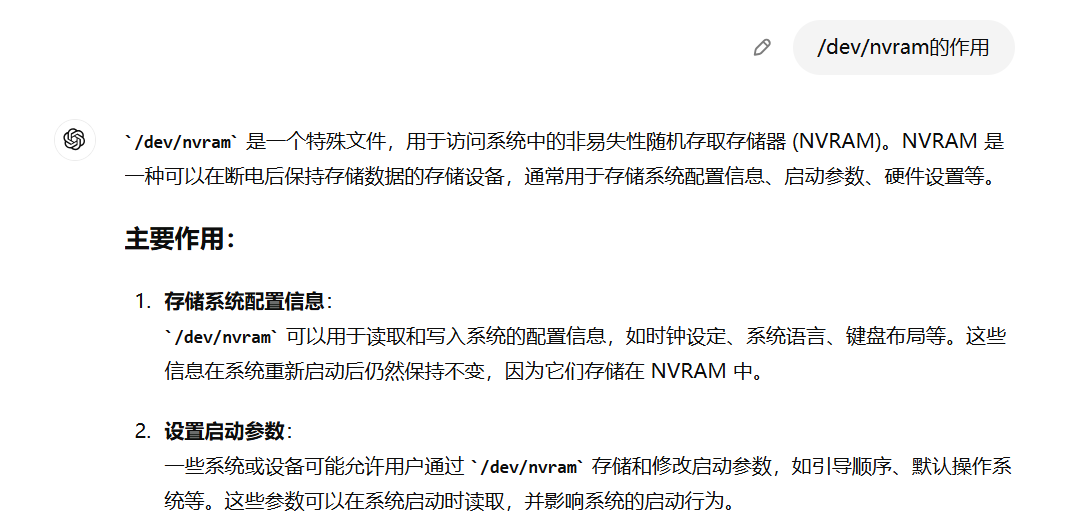 /dev/nvram的作用
`/dev/nvram` 是一个特殊文件，用于访问系统中的非易失性随机存取存储器 (NVRAM)。NVRAM 是
一种可以在断电后保持存储数据的存储设备，通常用于存储系统配置信息、启动参数、硬件设置等。
主要作用：
1. 存储系统配置信息：
`/dev/nvram` 可以用于读取和写入系统的配置信息，如时钟设定、系统语言、键盘布局等。这些
信息在系统重新启动后仍然保持不变，因为它们存储在 NVRAM 中。
2. 设置启动参数：
一些系统或设备可能允许用户通过 `/dev/nvram` 存储和修改启动参数，如引导顺序、默认操作系
统等。这些参数可以在系统启动时读取，并影响系统的启动行为。